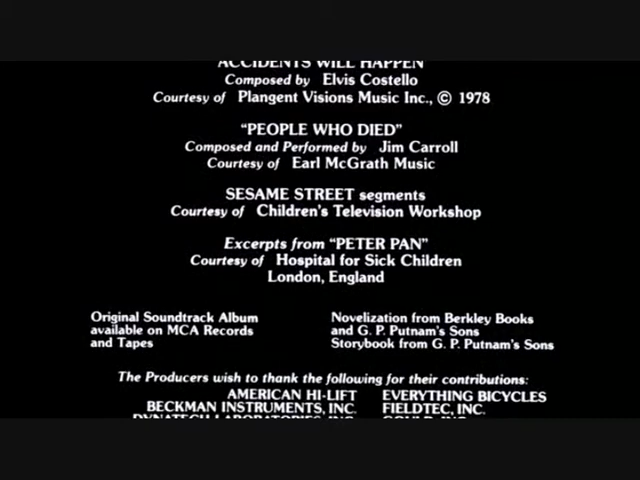 ACCIDENTS WILL HAPPEN
Composed by Elvis Costello
Courtesy of Plangent Visions Music Inc., © 1978
"PEOPLE WHO DIED"
Composed and Performed by Jim Carroll
Courtesy of Earl McGrath Music
SESAME STREET segments
Courtesy of Children's Television Workshop
Excerpts from "PETER PAN"
Courtesy of Hospital for Sick Children
London, England
Original Soundtrack Album
available on MCA Records
and Tapes
Novelization from Berkley Books
and G. P. Putnam's Sons
Storybook from G. P. Putnam's Sons
The Producers wish to thank the following for their contributions:
AMERICAN HI-LIFT EVERYTHING BICYCLES
BECKMAN INSTRUMENTS, INC. FIELDTEC, INC.